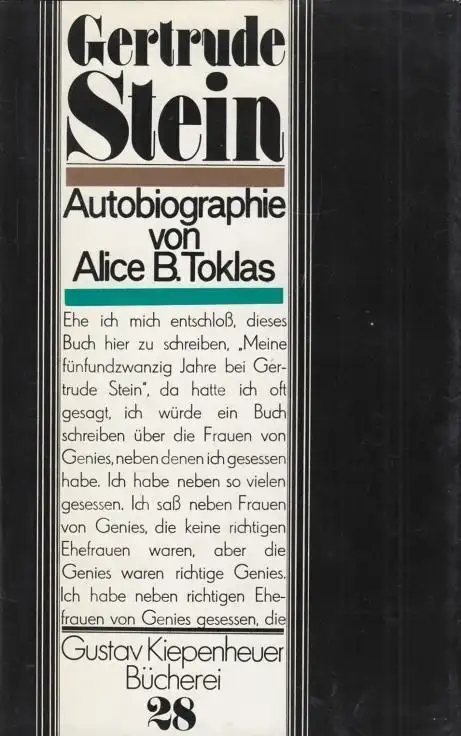 Gertrude
Stein
Autobiographie
von
Alice B. Toklas
Ehe ich mich entschloß, dieses
Buch hier zu schreiben, „Meine
fünfundzwanzig Jahre bei Ger-
trude Stein“, da hatte ich oft
gesagt, ich würde ein Buch
schreiben über die Frauen von
Genies, neben denen ich gesessen
habe. Ich habe neben so vielen
gesessen. Ich saß neben Frauen
von Genies, die keine richtigen
Ehefrauen waren, aber die
Genies waren richtige Genies.
Ich habe neben richtigen Ehe-
frauen von Genies gesessen, die
Gustav Kiepenheuer
Bücherei
28